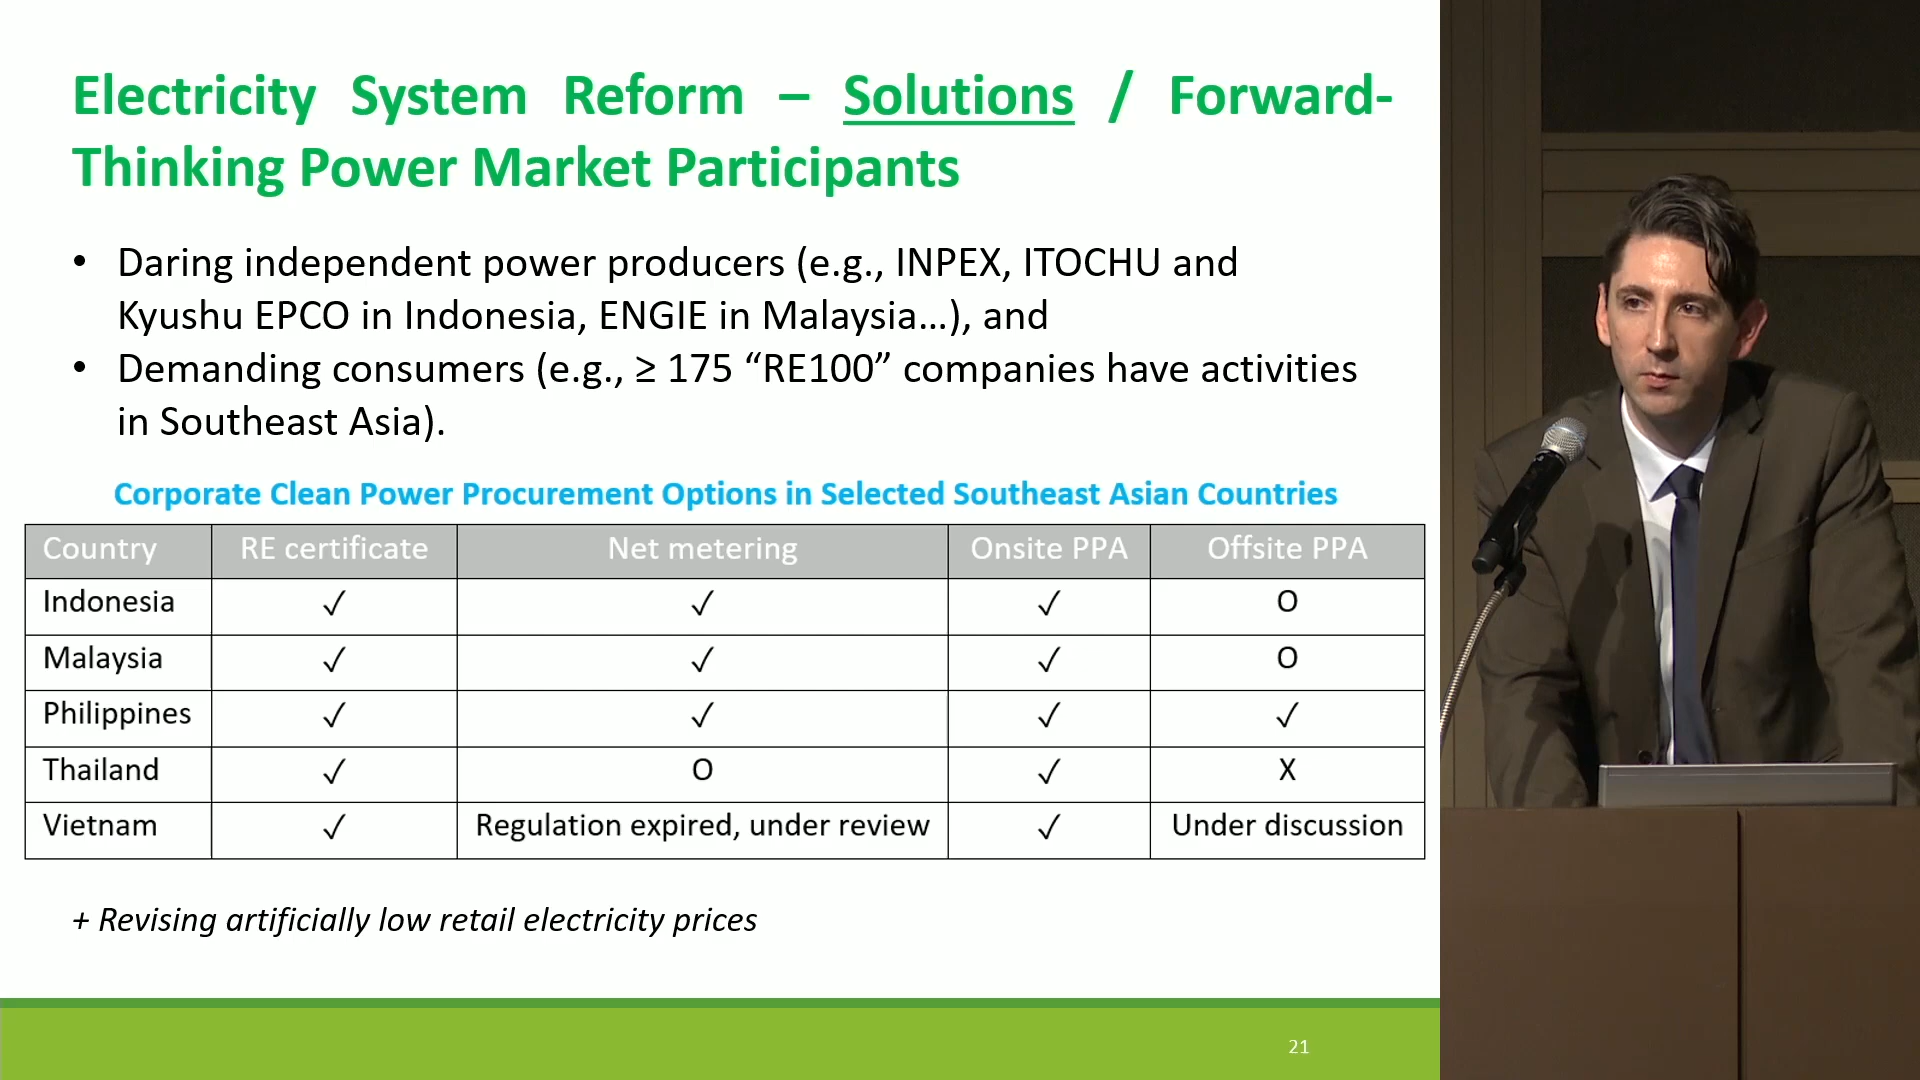 Electricity System Reform – Solutions / Forward-
Thinking Power Market Participants
• Daring independent power producers (e.g., INPEX, ITOCHU and
Kyushu EPCO in Indonesia, ENGIE in Malaysia…), and
• Demanding consumers (e.g., ≥ 175 “RE100” companies have activities
in Southeast Asia).
Corporate Clean Power Procurement Options in Selected Southeast Asian Countries
Country RE certificate Net metering Onsite PPA Offsite PPA
Indonesia ✓ ✓ ✓ O
Malaysia ✓ ✓ ✓ O
Philippines ✓ ✓ ✓ ✓
Thailand ✓ O ✓ X
Vietnam ✓ Regulation expired, under review ✓ Under discussion
+ Revising artificially low retail electricity prices
21